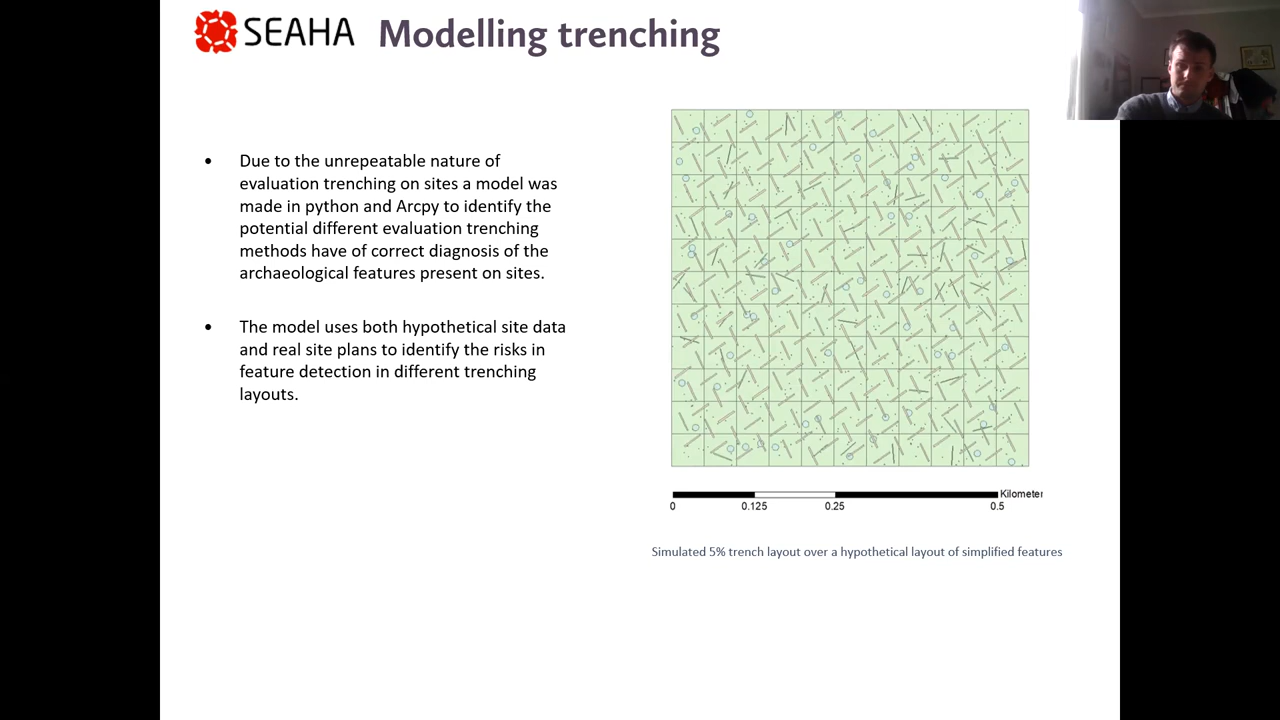 SEAHA Modelling trenching
• Due to the unrepeatable nature of
evaluation trenching on sites a model was
made in python and Arcpy to identify the
potential different evaluation trenching
methods have of correct diagnosis of the
archaeological features present on sites.
• The model uses both hypothetical site data
and real site plans to identify the risks in
feature detection in different trenching
layouts.
Kilometer
0 0.125 0.25 0.5
Simulated 5% trench layout over a hypothetical layout of simplified features